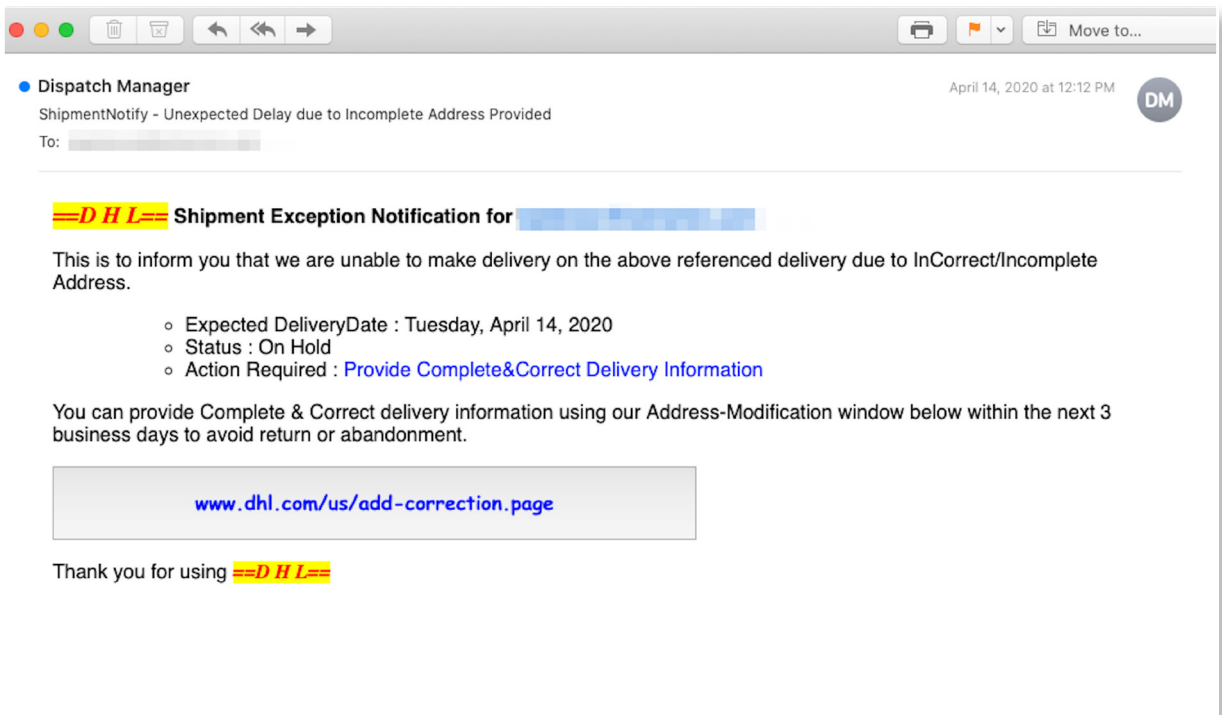 Move to...
Dispatch Manager
April 14, 2020 at 12:12 PM
DM
ShipmentNotify - Unexpected Delay due to Incomplete Address Provided
To:
==D H L== Shipment Exception Notification for
This is to inform you that we are unable to make delivery on the above referenced delivery due to InCorrect/Incomplete
Address.
Expected DeliveryDate : Tuesday, April 14, 2020
Status : On Hold
Action Required : Provide Complete&Correct Delivery Information
You can provide Complete & Correct delivery information using our Address-Modification window below within the next 3
business days to avoid return or abandonment.
www.dhl.com/us/add-correction.page
Thank you for using ==D H L==